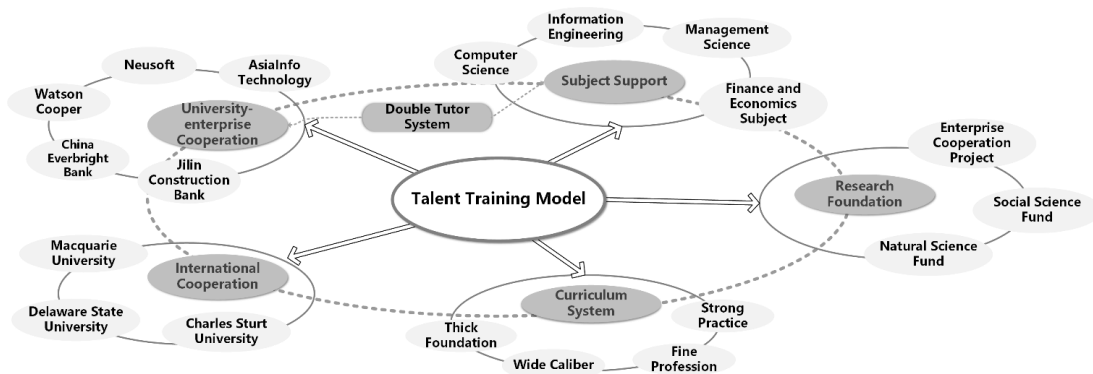 Information
Engineering
Management
Science
Computer
Science
Subject Support
Finance and
Economics
Subject
Neusoft
AsiaInfo
Technology
Watson
Cooper
University-
enterprise
Cooperation
China
Everbright
Bank
Jilin
Construction
Bank
Double Tutor
System
Talent Training Model
Enterprise
Cooperation
Project
Research
Foundation
Social Science
Fund
Natural Science
Fund
Macquarie
University
International
Cooperation
Delaware State
University
Charles Sturt
University
Curriculum
System
Strong
Practice
Thick
Foundation
Wide Caliber
Fine
Profession